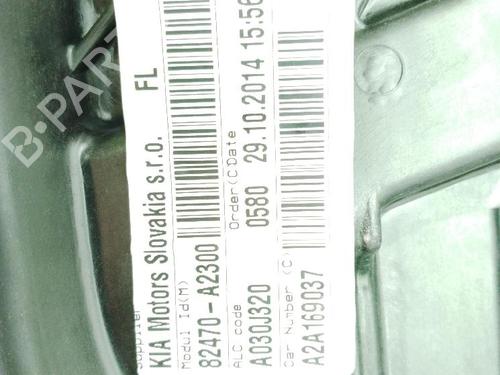 Supplier
KIA Motors Slovakia s.r.o. FL
Modul Id(M)
82470-A2300
ALC code Order(C)Date
A030J320 0580 29.10.2014 15:56
Car Number (C)
A2A169037
B-PARTS